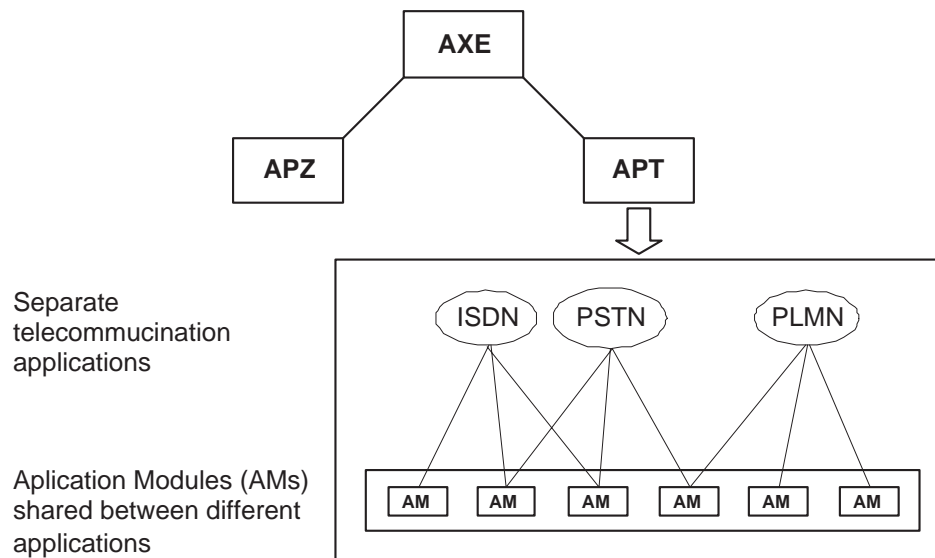 AXE
APZ
APT
Separate
telecommucination
applications
ISDN
PSTN
PLMN
Aplication Modules (AMs)
shared between different
applications
AM
AM
AM
AM
AM
AM